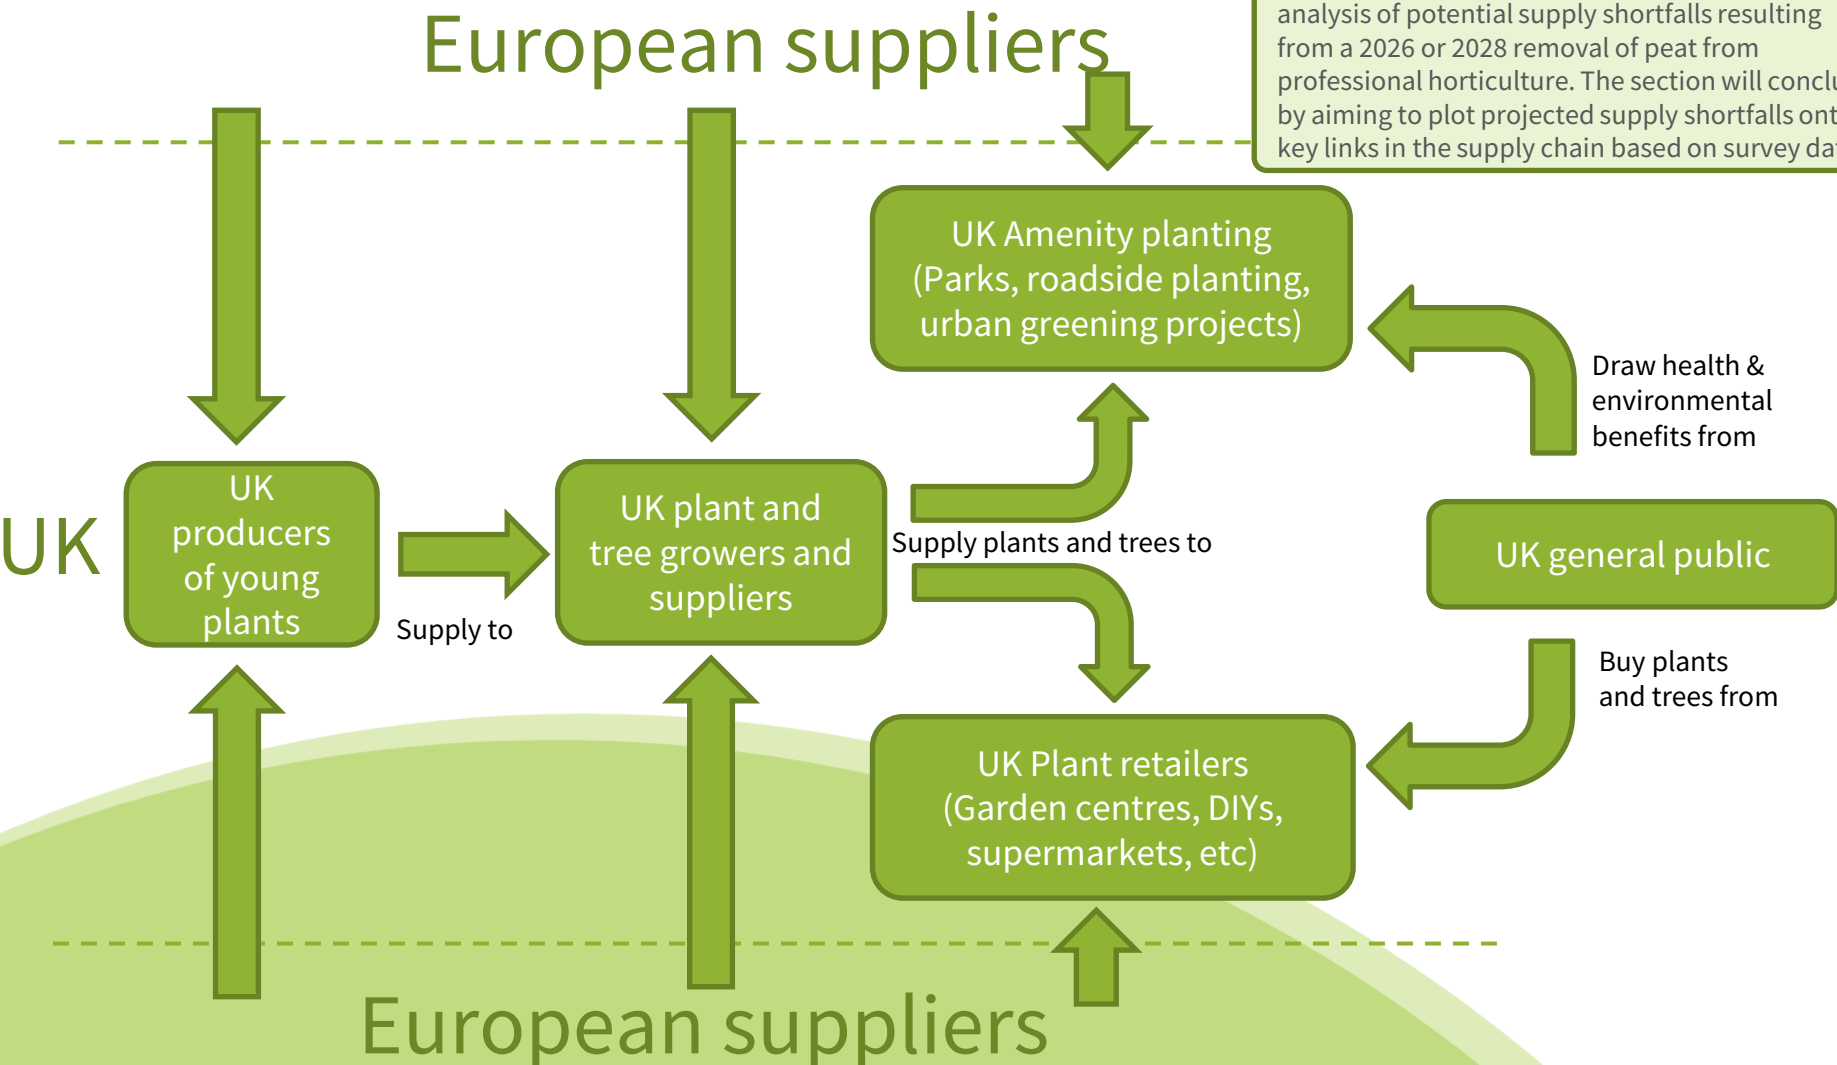 European suppliers
analysis of potential supply shortfalls resulting
from a 2026 or 2028 removal of peat from
professional horticulture. The section will
by aiming to plot projected supply shortfalls
key links in the supply chain based on survey
UK Amenity planting
(Parks, roadside planting,
urban greening projects)
Draw health &
environmental
benefits from
UK
UK
producers
of young
plants
Supply to
UK plant and
tree growers and
suppliers
Supply plants and trees to
UK general public
Buy plants
and trees from
UK Plant retailers
(Garden centres, DIYs,
supermarkets, etc)
European suppliers